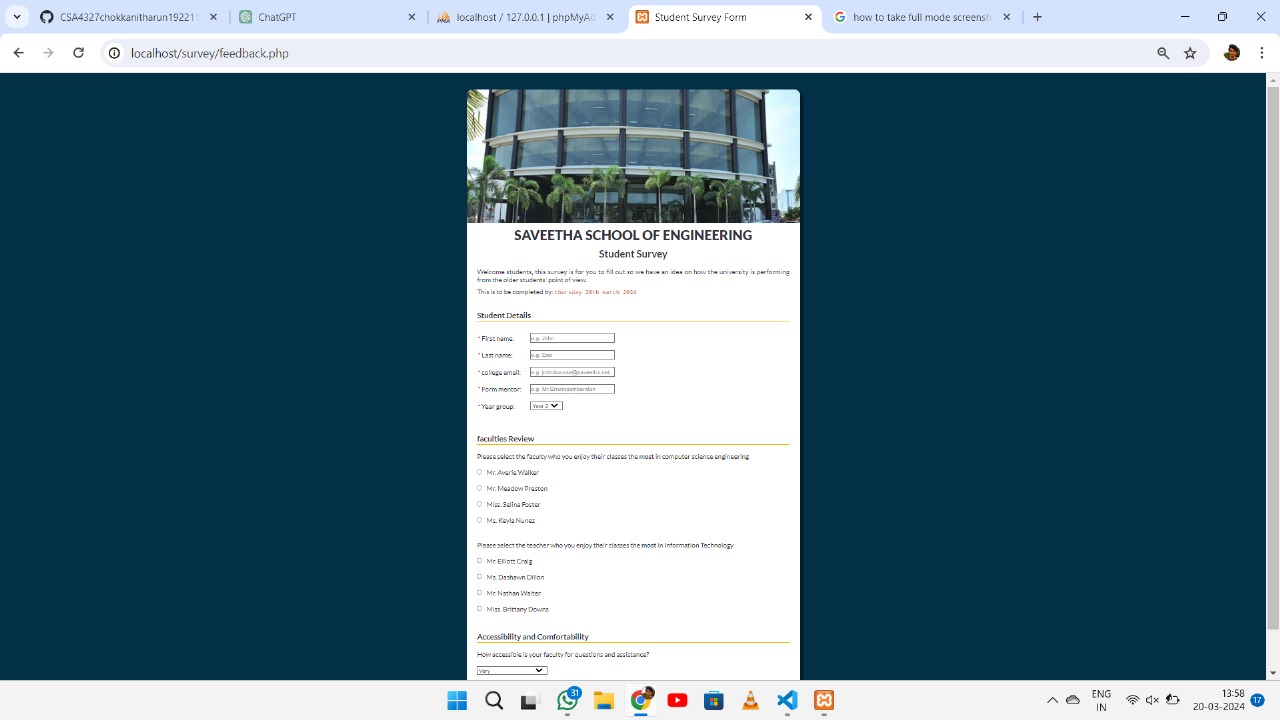 CSA4327chokkanitharun192211
ChatGPT
localhost / 127.0.0.1 | phpMyAd
Student Survey Form
how to take full mode screensh
localhost/survey/feedback.php
SAVEETHA SCHOOL OF ENGINEERING
Student Survey
Welcome students, this survey is for you to fill out so we have an idea on how the university is performing
from the older students' point of view.
This is to be completed by: thursday 28th march 2024
Student Details
* First name: e.g. John
* Last name: e.g. Doe
* college email: e.g. johndoe.sse@saveetha.net
* Form mentor: e.g. Mr.
* Year group: Year 2
faculties Review
Please select the faculty who you enjoy their classes the most in computer science engineering
Mr. Averie Walker
Mr. Meadow Preston
Miss. Selina Foster
Ms. Kayla Nunez
Please select the teacher who you enjoy their classes the most in Information Technology
Mr. Elliott Craig
Ms. Dashawn Dillon
Mr. Nathan Walter
Miss. Brittany Downs
Accessibility and Comfortability
How accessible is your faculty for questions and assistance?
Very
31
ENG
IN
13:58
20-03-2024
17